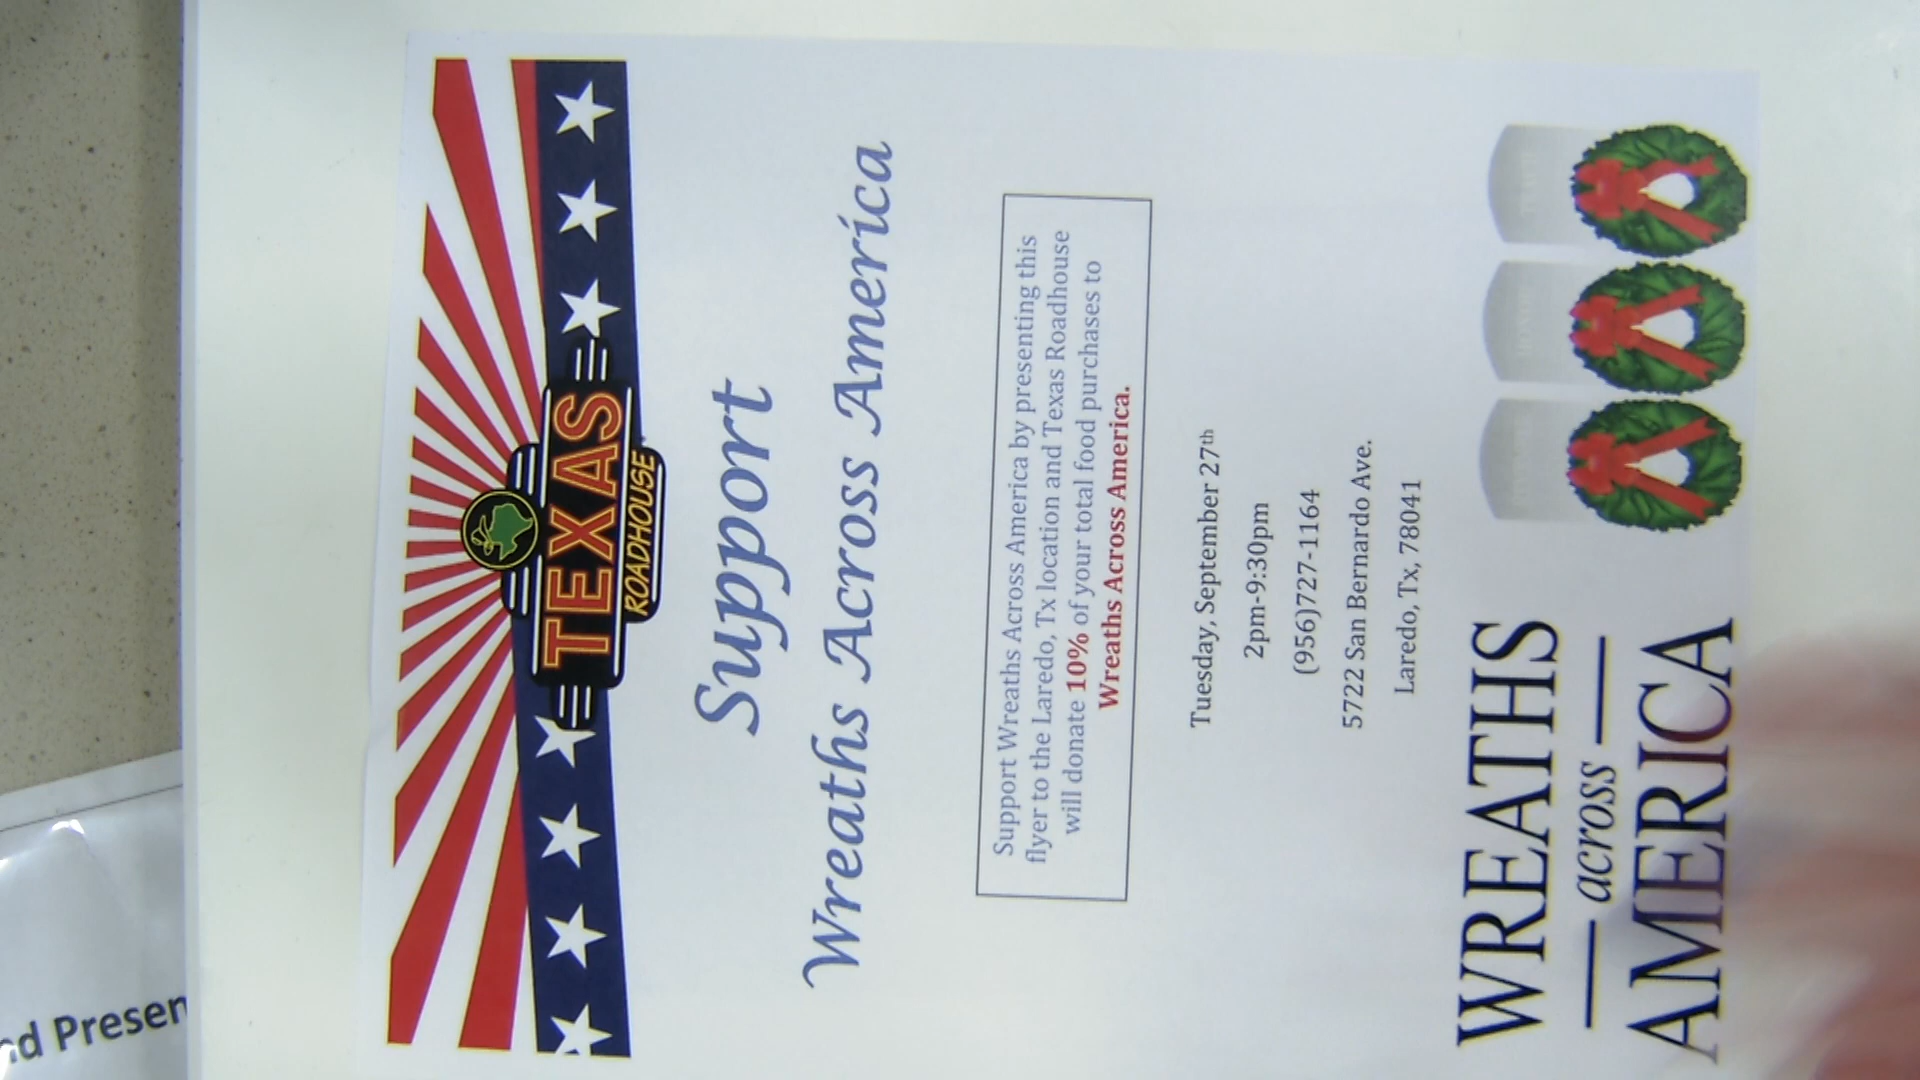 TEXAS
ROADHOUSE
Support
Wreaths Across America
Support Wreaths Across America by presenting this
flyer to the Laredo, Tx location and Texas Roadhouse
will donate 10% of your total food purchases to
Wreaths Across America.
Tuesday, September 27th
2pm-9:30pm
(956)727-1164
5722 San Bernardo Ave.
Laredo, Tx, 78041
WREATHS
across
AMERICA
nd Presen